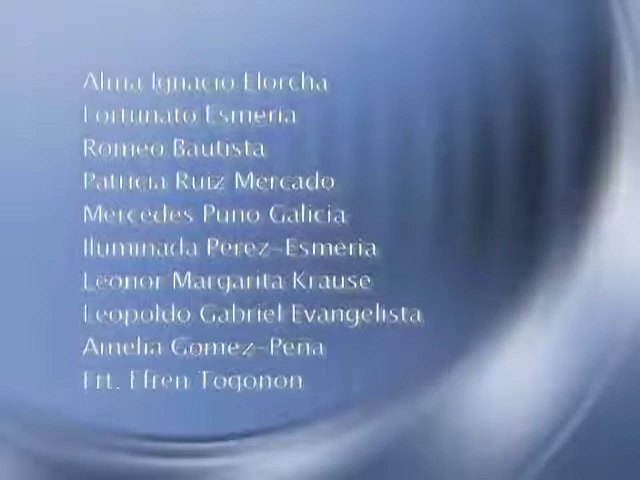 Alma Ignacio Elorcha
Fortunato Esmeria
Romeo Bautista
Patricia Ruiz Mercado
Mercedes Puno Galicia
Iluminada Perez-Esmeria
Leonor Margarita Krause
Leopoldo Gabriel Evangelista
Amelia Gomez-Peña
Frt. Efren Togonon